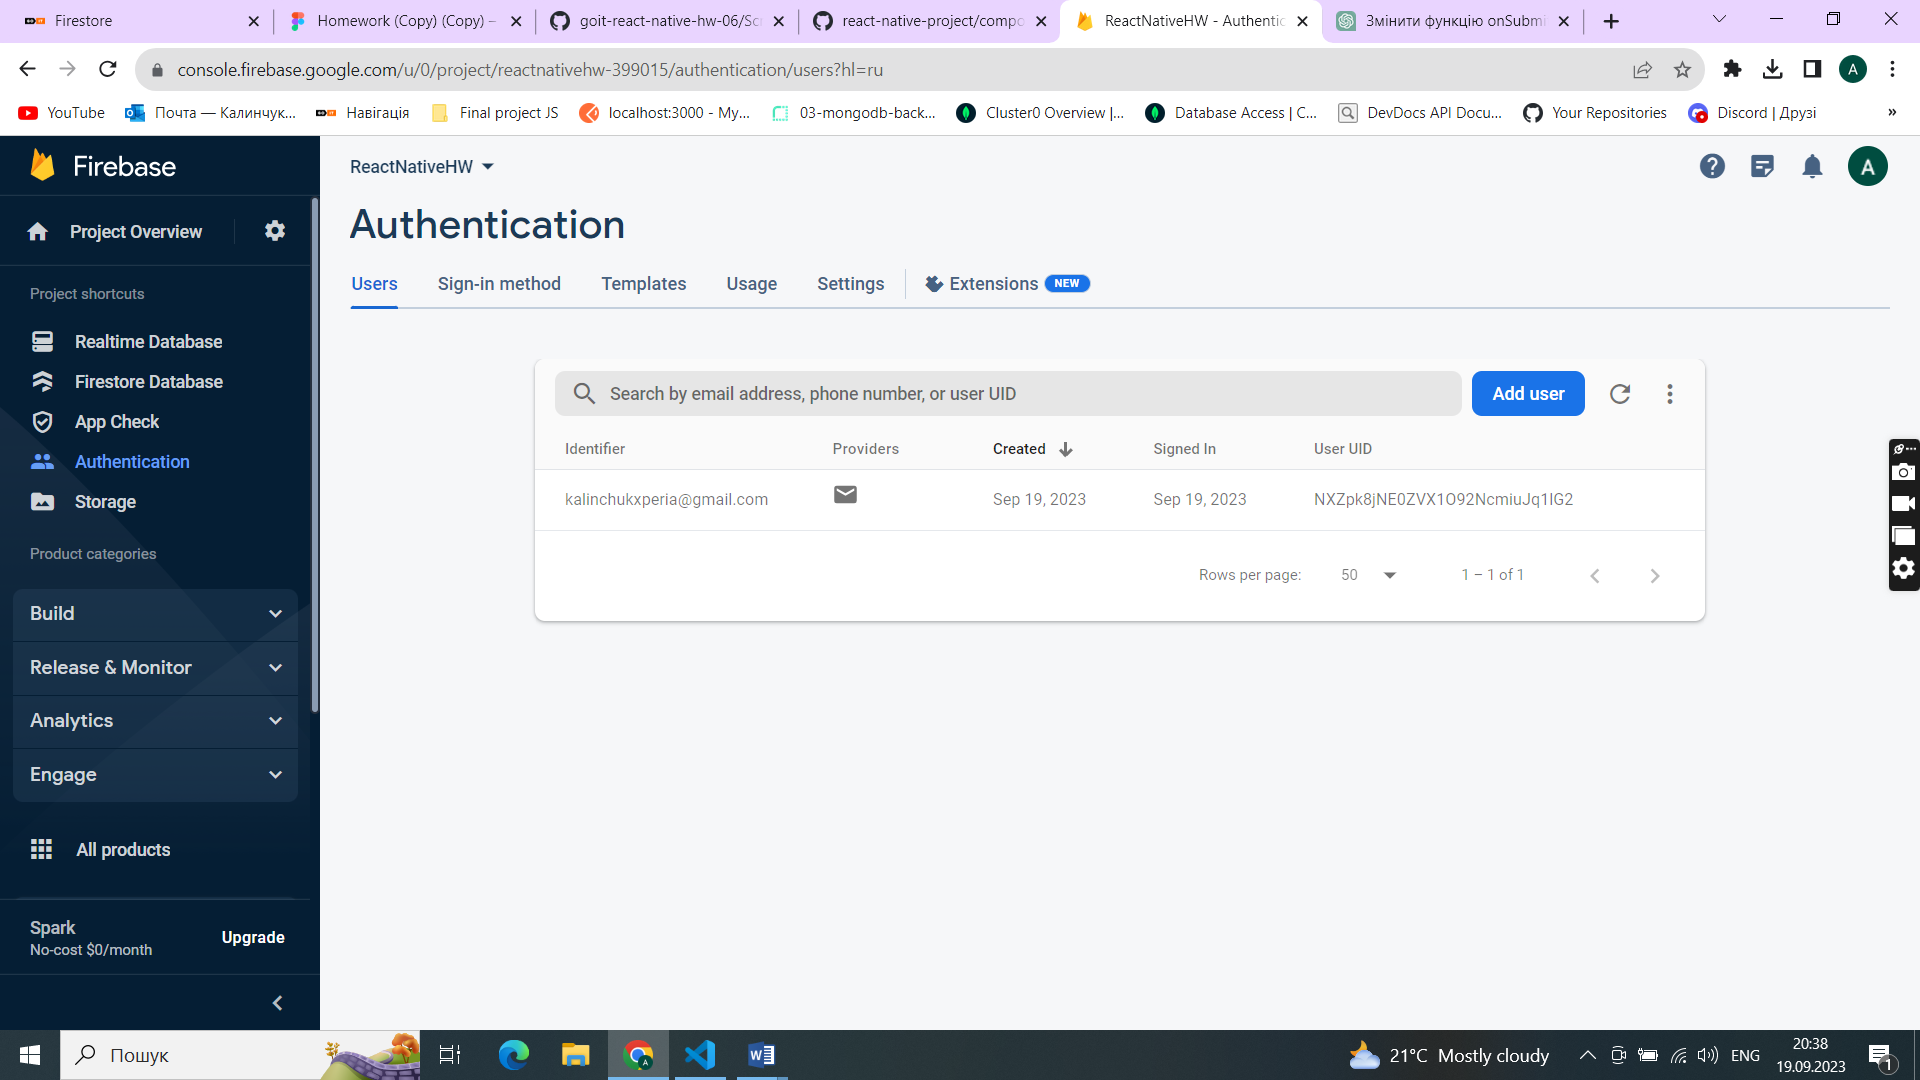 Firestore
Homework (Copy) (Copy) –
goit-react-native-hw-06/Scr
react-native-project/compo
ReactNativeHW - Authentic
Змінити функцію onSubmi
console.firebase.google.com/u/0/project/reactnativehw-399015/authentication/users?hl=ru
A
YouTube
Почта — Калинчук...
Навігація
Final project JS
localhost:3000 - My...
03-mongodb-back...
Cluster0 Overview |...
Database Access | C...
DevDocs API Docu...
Your Repositories
Discord | Друзі
»
Firebase
ReactNativeHW
A
Project Overview
Authentication
Users
Sign-in method
Templates
Usage
Settings
Extensions
NEW
Project shortcuts
Realtime Database
Firestore Database
App Check
Authentication
Storage
Product categories
Build
Release & Monitor
Analytics
Engage
All products
Spark
No-cost $0/month
Upgrade
Search by email address, phone number, or user UID
Add user
Identifier
Providers
Created
Signed In
User UID
kalinchukxperia@gmail.com
Sep 19, 2023
Sep 19, 2023
NXZpk8jNE0ZVX1O92NcmiuJq1IG2
Rows per page:
50
1 – 1 of 1
Пошук
21°C Mostly cloudy
ENG
20:38
19.09.2023
1